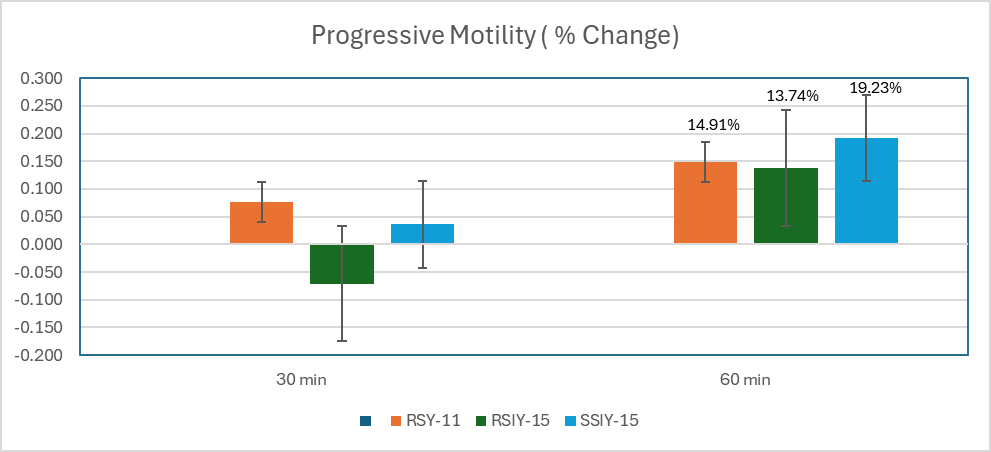 Progressive Motility ( % Change)
0.300
0.250
0.200
0.150
0.100
0.050
0.000
-0.050
-0.100
-0.150
-0.200
14.91%
13.74%
19.23%
30 min
60 min
RSY-11
RSIY-15
SSIY-15